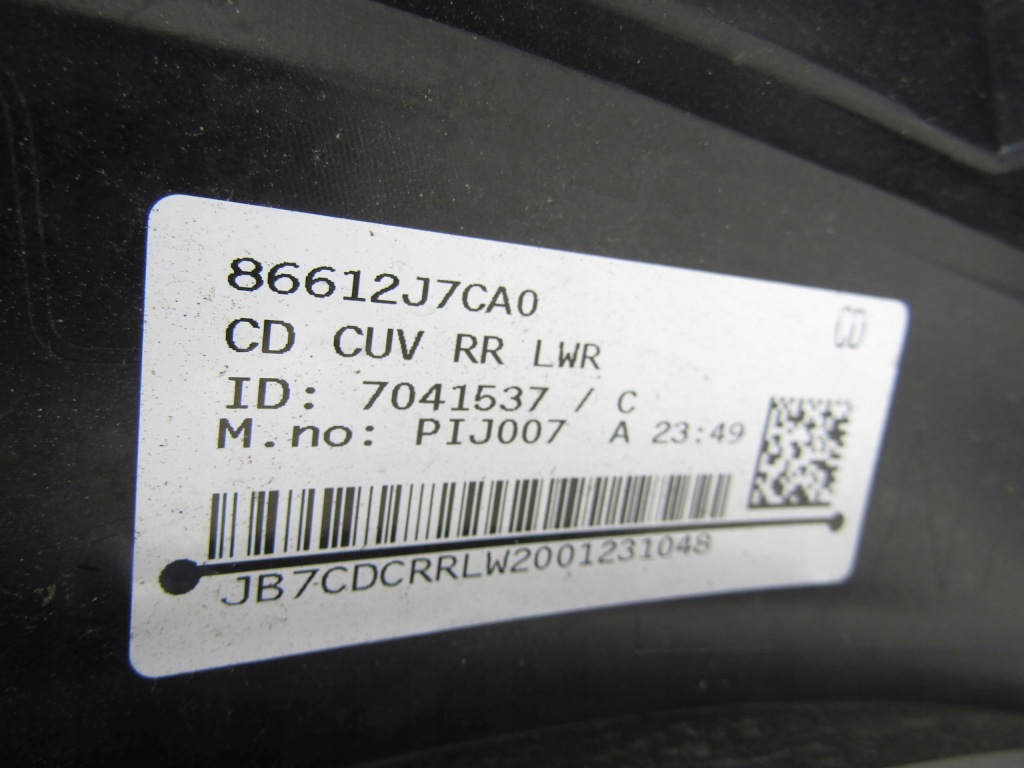 86612J7CA0
CD
CD CUV RR LWR
ID: 7041537 / C
M.no: PIJ007 A 23:49
JB7CDCRRLW2001231048